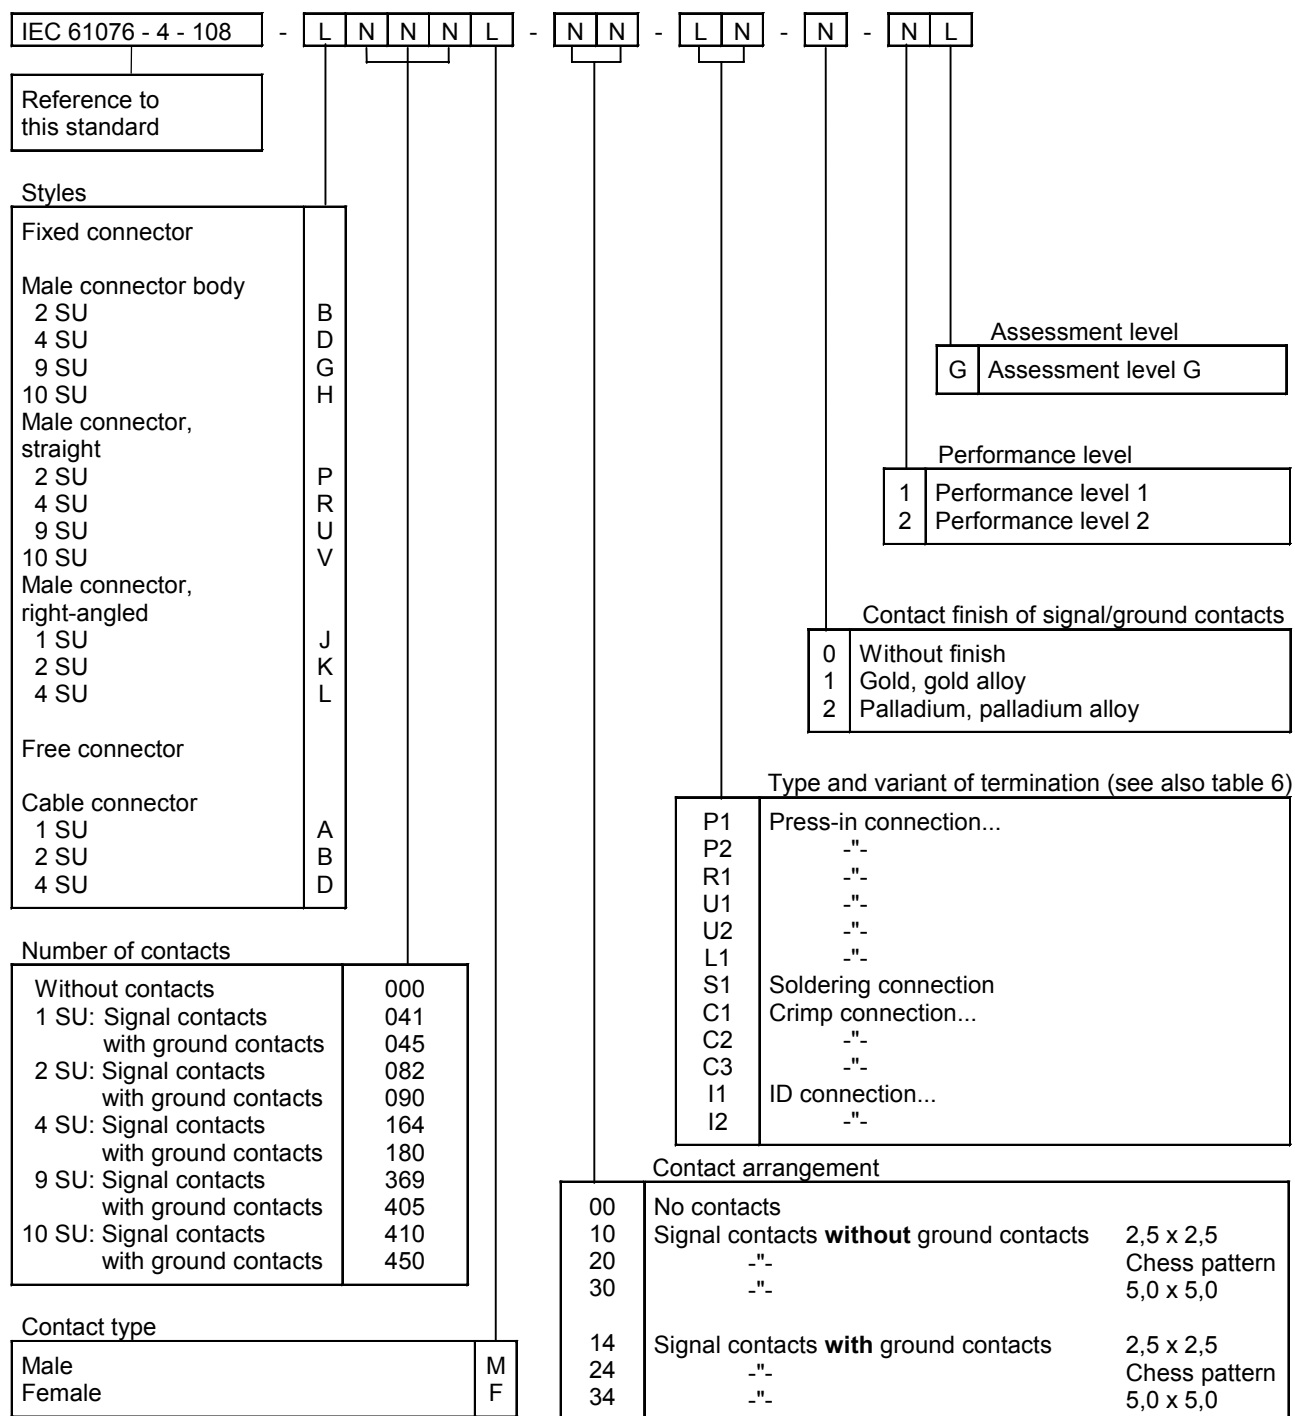 IEC 61076 - 4 - 108 - L N N N L - N N - L N - N - N L
Reference to
this standard
Styles
Fixed connector
Male connector body
2 SU B
4 SU D
9 SU G
10 SU H
Male connector,
straight
2 SU P
4 SU R
9 SU U
10 SU V
Male connector,
right-angled
1 SU J
2 SU K
4 SU L
Free connector
Cable connector
1 SU A
2 SU B
4 SU D
Number of contacts
Without contacts 000
1 SU: Signal contacts 041
with ground contacts 045
2 SU: Signal contacts 082
with ground contacts 090
4 SU: Signal contacts 164
with ground contacts 180
9 SU: Signal contacts 369
with ground contacts 405
10 SU: Signal contacts 410
with ground contacts 450
Contact type
Male M
Female F
Assessment level
G Assessment level G
Performance level
1 Performance level 1
2 Performance level 2
Contact finish of signal/ground contacts
0 Without finish
1 Gold, gold alloy
2 Palladium, palladium alloy
Type and variant of termination (see also table 6)
P1 Press-in connection...
P2 -"-
R1 -"-
U1 -"-
U2 -"-
L1 -"-
S1 Soldering connection
C1 Crimp connection...
C2 -"-
C3 -"-
I1 ID connection...
I2 -"-
Contact arrangement
00 No contacts
10 Signal contacts without ground contacts 2,5 x 2,5
20 -"- Chess pattern
30 -"- 5,0 x 5,0
14 Signal contacts with ground contacts 2,5 x 2,5
24 -"- Chess pattern
34 -"- 5,0 x 5,0